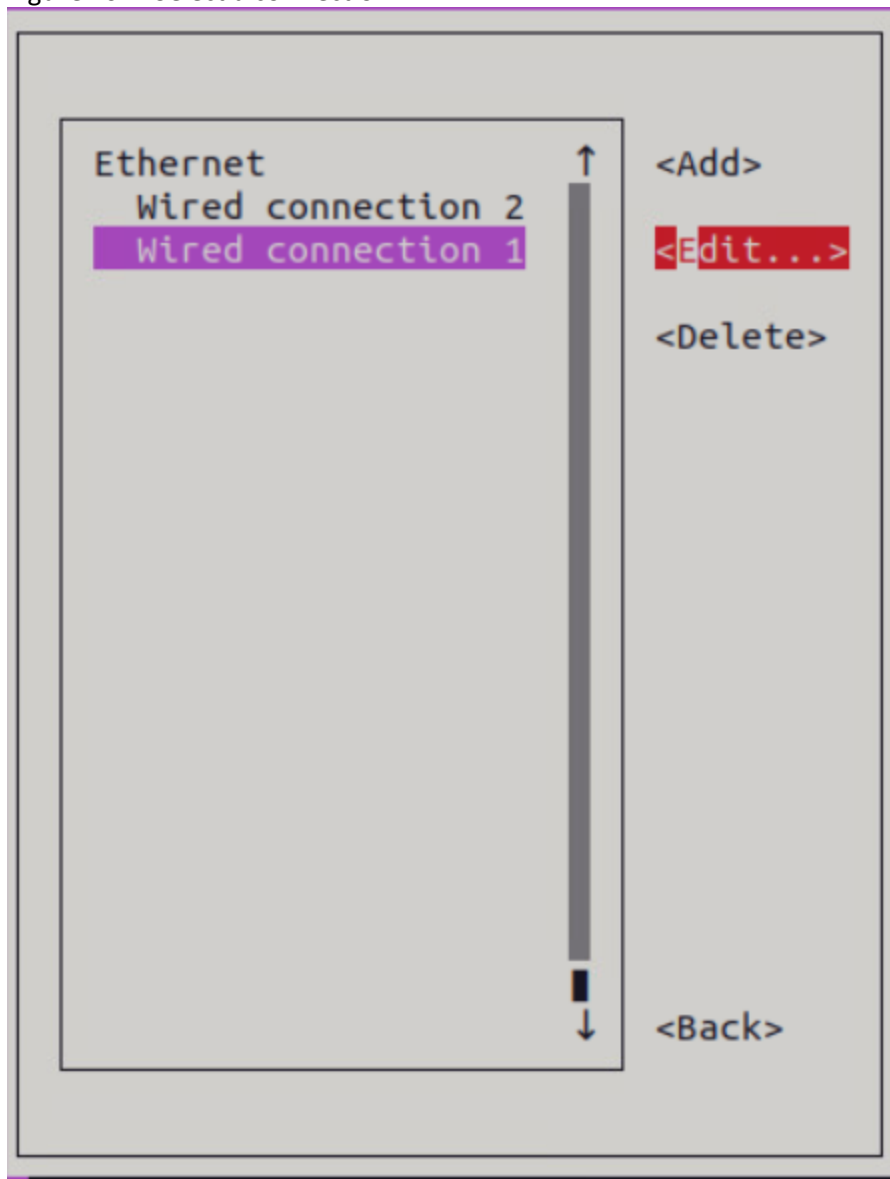 Ethernet
Wired connection 2
Wired connection 1
<Add>
<Edit...>
<Delete>
<Back>